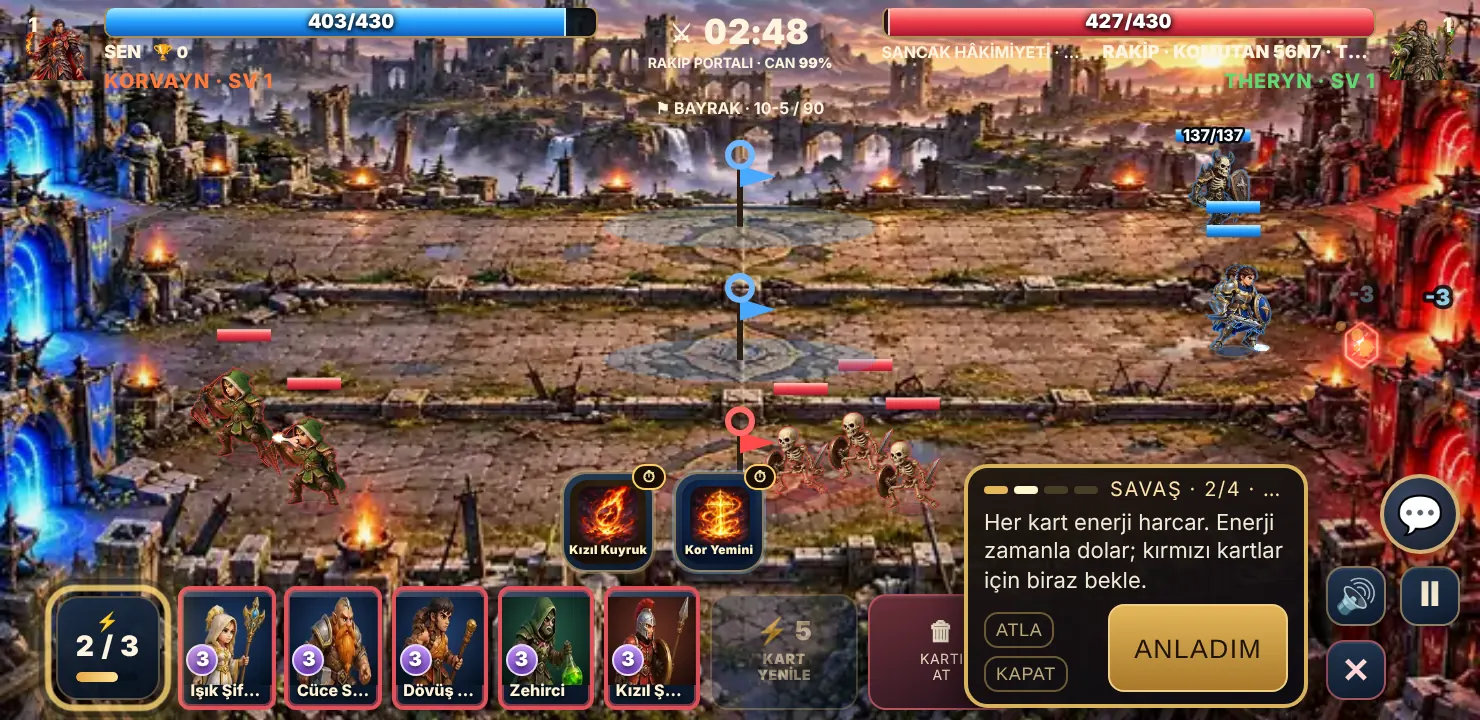 1
403/430
⚔ 02:48
427/430
1
SEN 🏆 0
RAKİP PORTALI · CAN 99%
SANCAK HÂKİMİYETİ · ...
RAKİP · KOMUTAN 56N7 · T...
KORVAYN · SV 1
THERYN · SV 1
⚑ BAYRAK · 10-5 / 90
137/137
-3
-3
Kızıl Kuyruk
Kor Yemini
SAVAŞ · 2/4 · ...
Her kart enerji harcar. Enerji
zamanla dolar; kırmızı kartlar
için biraz bekle.
ATLA
KAPAT
ANLADIM
⚡
2 / 3
3
Işık Şif...
3
Cüce S...
3
Dövüş ...
3
Zehirci
3
Kızıl Ş...
⚡ 5
KART
YENİLE
KARTI
AT